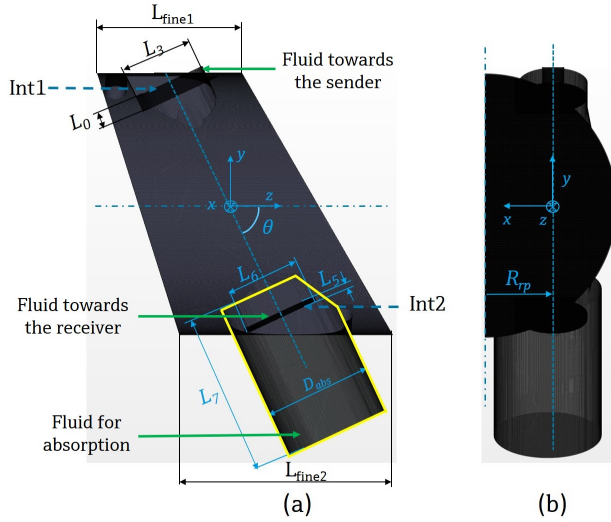 L_fine1
L_3
Fluid towards
the sender
Int1
L_0
y
x
z
θ
y
x
z
L_6
L_5
R_rp
Fluid towards
the receiver
Int2
D_abs
L_7
Fluid for
absorption
L_fine2
(a)
(b)